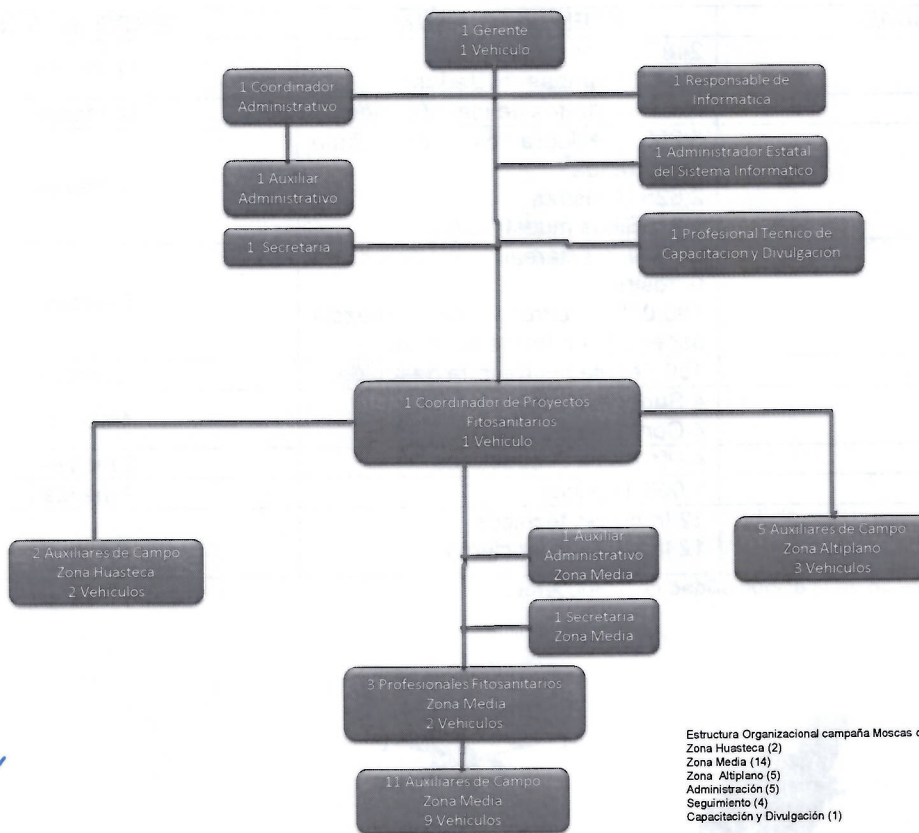 1 Gerente
1 Vehiculo
1 Coordinador
Administrativo
1 Responsable de
Informatica
1 Auxiliar
Administrativo
1 Administrador Estatal
del Sistema Informatico
1 Secretaria
1 Profesional Tecnico de
Capacitacion y Divulgacion
1 Coordinador de Proyectos
Fitosanitarios
1 Vehiculo
2 Auxiliares de Campo
Zona Huasteca
2 Vehiculos
1 Auxiliar
Administrativo
Zona Media
5 Auxiliares de Campo
Zona Altiplano
3 Vehiculos
1 Secretaria
Zona Media
3 Profesionales Fitosanitarios
Zona Media
2 Vehiculos
11 Auxiliares de Campo
Zona Media
9 Vehiculos
Estructura Organizacional campaña Moscas
Zona Huasteca (2)
Zona Media (14)
Zona Altiplano (5)
Administración (5)
Seguimiento (4)
Capacitación y Divulgación (1)